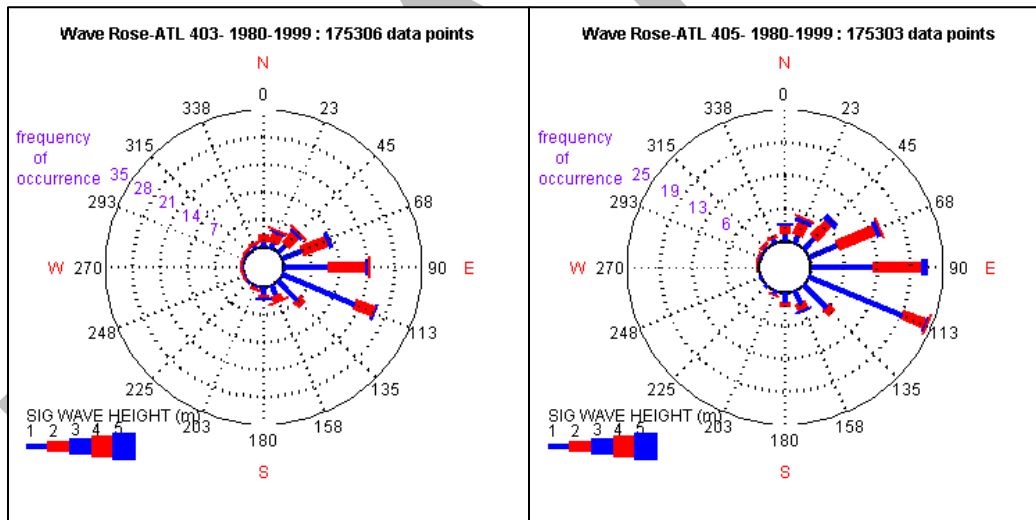 Wave Rose-ATL 403- 1980-1999 : 175306 data points
N
0
338 23
frequency
of
occurrence
315 45
35
28
21
14
7
293 68
W 270 90 E
248 113
225 135
203 158
180
S
SIG WAVE HEIGHT (m)
1 2 3 4 5
Wave Rose-ATL 405- 1980-1999 : 175303 data points
N
0
338 23
frequency
of
occurrence
315 45
25
19
13
6
293 68
W 270 90 E
248 113
225 135
203 158
180
S
SIG WAVE HEIGHT (m)
1 2 3 4 5